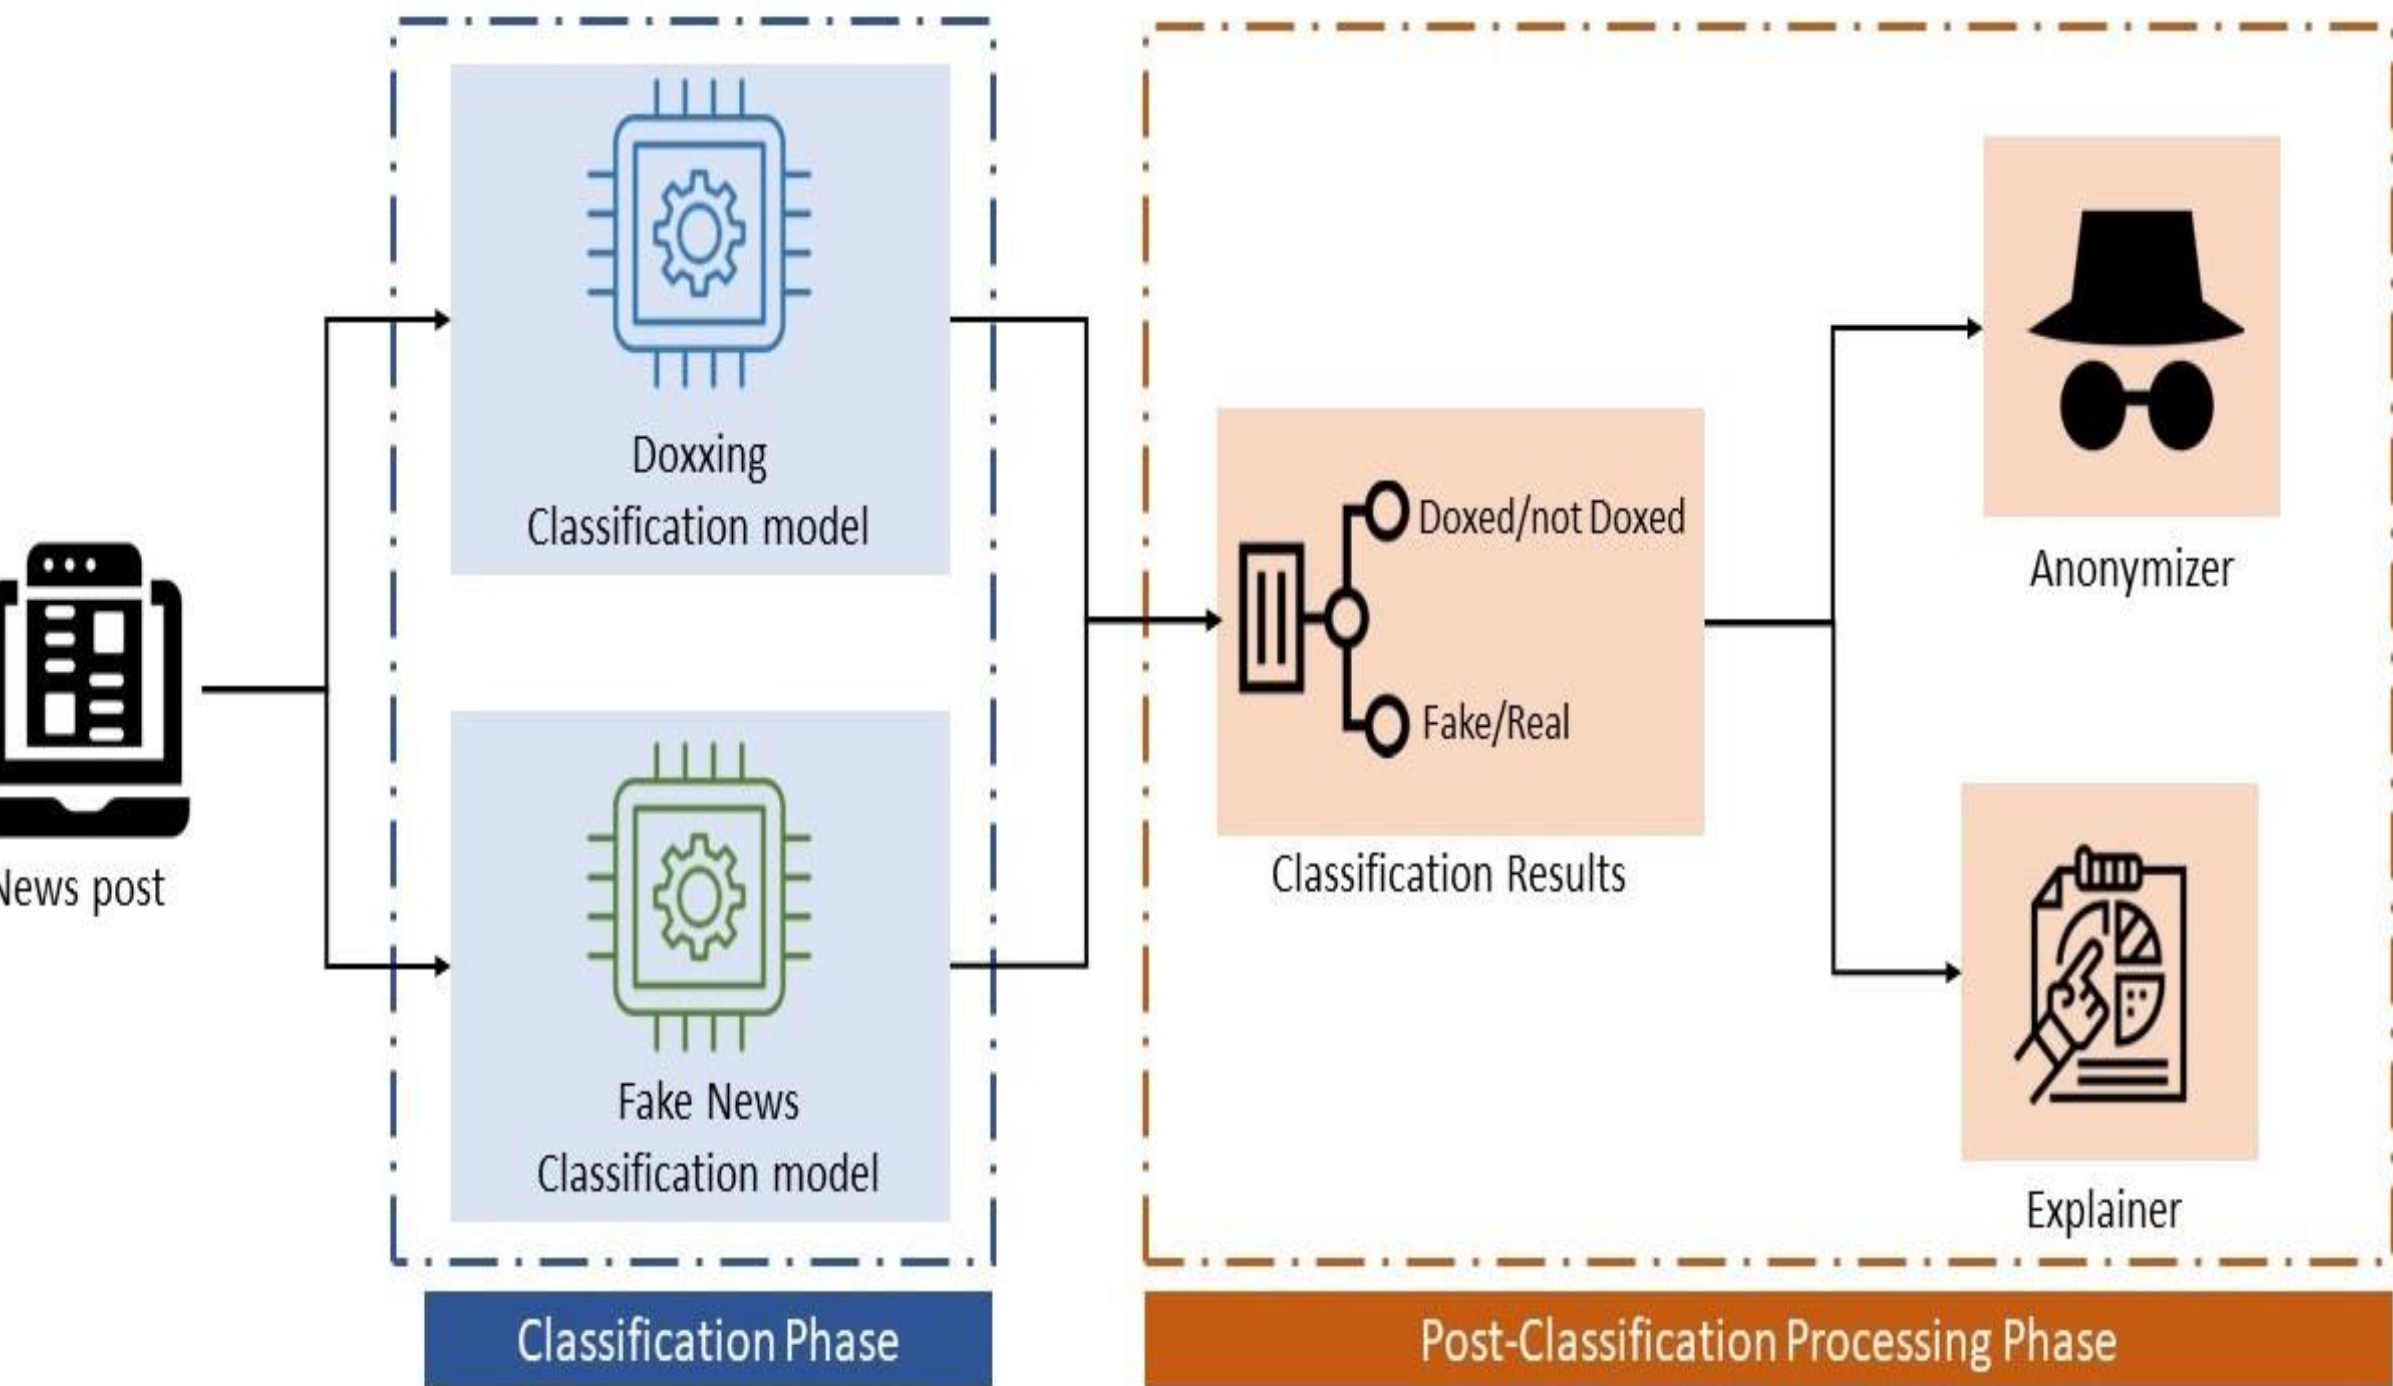 Doxxing
Classification model
Fake News
Classification model
News post
Doxed/not Doxed
Fake/Real
Classification Results
Anonymizer
Explainer
Classification Phase
Post-Classification Processing Phase